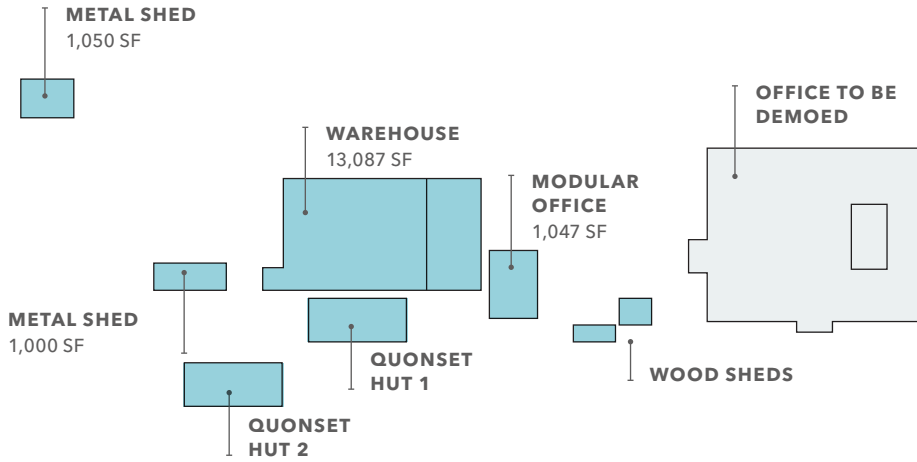 METAL SHED
1,050 SF
OFFICE TO BE
DEMOED
WAREHOUSE
13,087 SF
MODULAR
OFFICE
1,047 SF
METAL SHED
1,000 SF
QUONSET
HUT 1
WOOD SHEDS
QUONSET
HUT 2